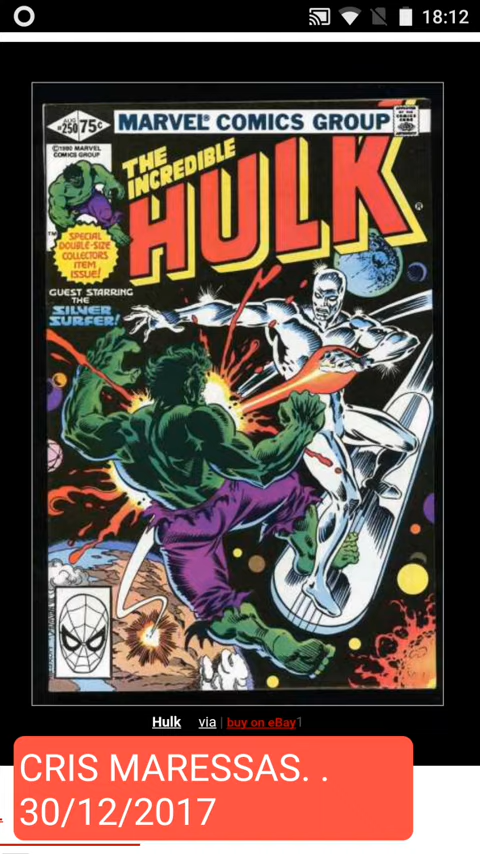 18:12
AUG
#250 75¢
MARVEL® COMICS GROUP
©1980 MARVEL
COMICS GROUP
THE
INCREDIBLE
HULK®
TM
SPECIAL
DOUBLE-SIZE
COLLECTORS
ITEM
ISSUE!
GUEST STARRING
THE
SILVER
SURFER!
Hulk via | buy on eBay
CRIS MARESSAS. .
30/12/2017